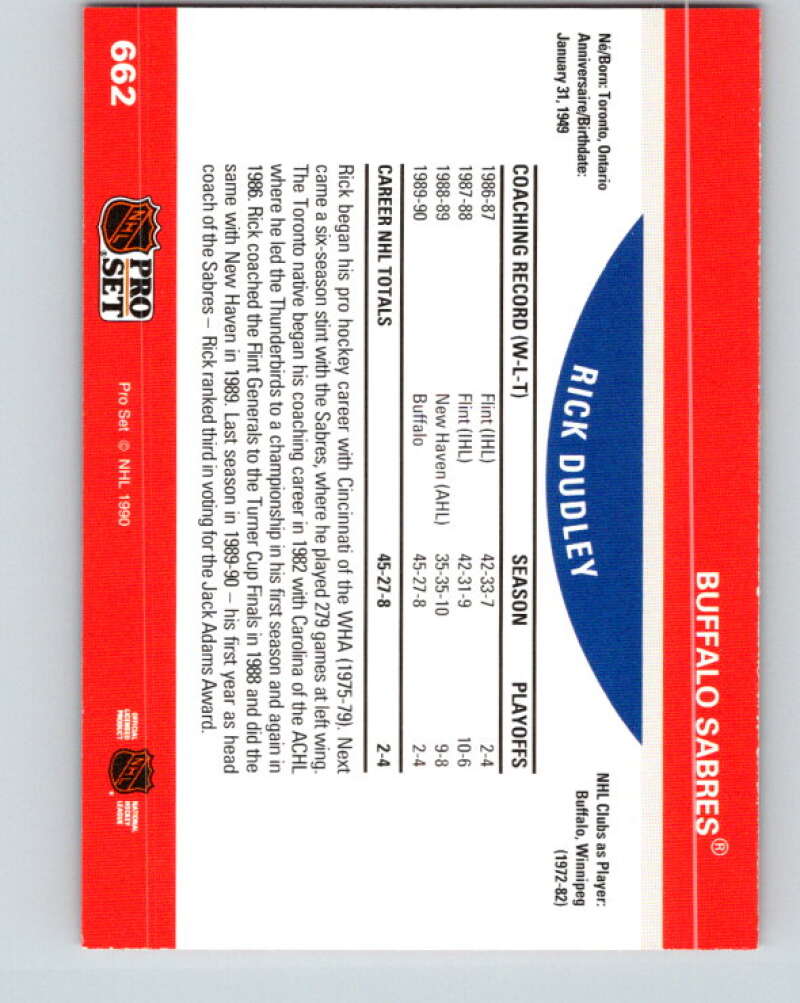 BUFFALO SABRES®
Né/Born: Toronto, Ontario
Anniversaire/Birthdate:
January 31, 1949
RICK DUDLEY
NHL Clubs as Player:
Buffalo, Winnipeg
(1972-82)
COACHING RECORD (W-L-T) SEASON PLAYOFFS
1986-87 Flint (IHL) 42-33-7 2-4
1987-88 Flint (IHL) 42-31-9 10-6
1988-89 New Haven (AHL) 35-35-10 9-8
1989-90 Buffalo 45-27-8 2-4
CAREER NHL TOTALS 45-27-8 2-4
Rick began his pro hockey career with Cincinnati of the WHA (1975-79). Next
came a six-season stint with the Sabres, where he played 279 games at left wing.
The Toronto native began his coaching career in 1982 with Carolina of the ACHL
where he led the Thunderbirds to a championship in his first season and again in
1986. Rick coached the Flint Generals to the Turner Cup Finals in 1988 and did the
same with New Haven in 1989. Last season in 1989-90 – his first year as head
coach of the Sabres – Rick ranked third in voting for the Jack Adams Award.
662
NHL
PRO
SET
Pro Set © NHL 1990
OFFICIAL
LICENSED
PRODUCT
NHL
NATIONAL
HOCKEY
LEAGUE